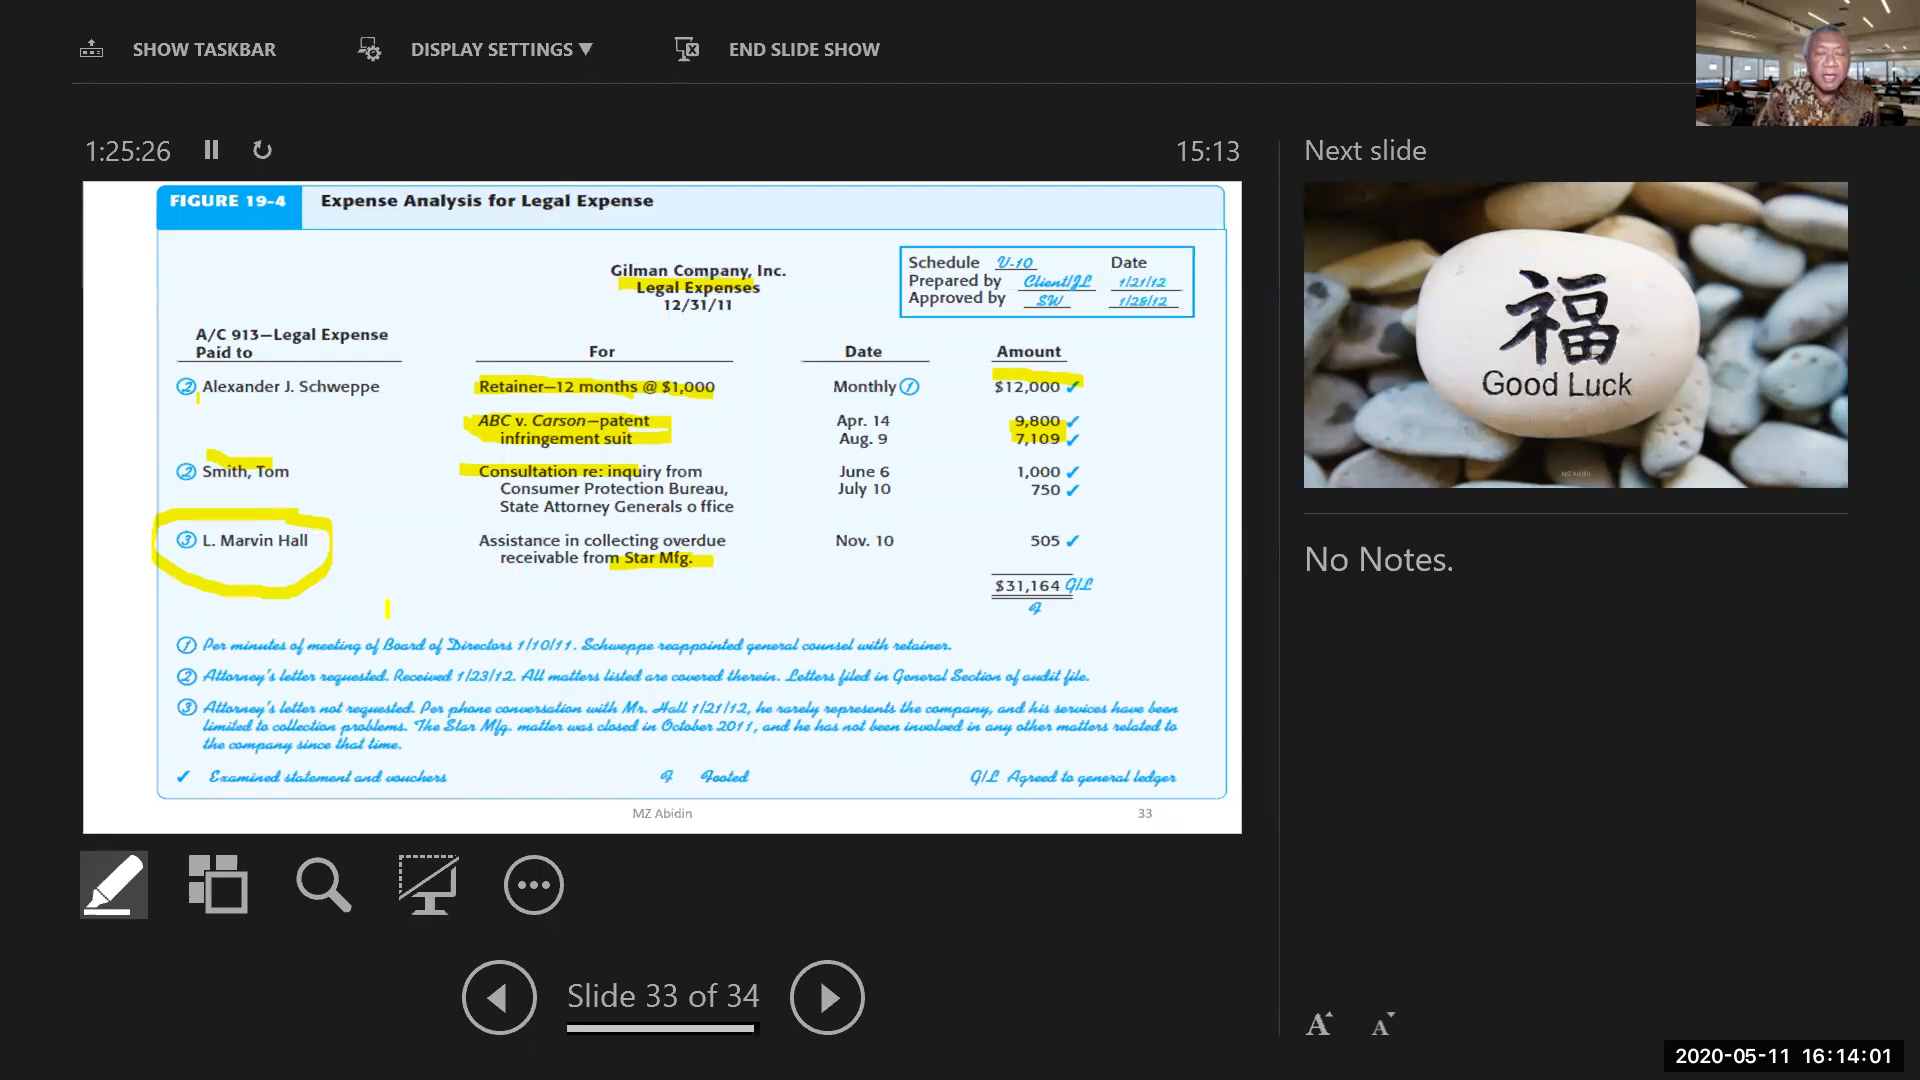 SHOW TASKBAR
DISPLAY SETTINGS ▼
END SLIDE SHOW
1:25:26
15:13
Next slide
FIGURE 19-4 Expense Analysis for Legal Expense
Gilman Company, Inc.
Legal Expenses
12/31/11
Schedule U-10 Date
Prepared by Client/JL 1/21/12
Approved by SW 1/28/12
A/C 913—Legal Expense
Paid to For Date Amount
② Alexander J. Schweppe Retainer—12 months @ $1,000 Monthly ① $12,000 ✓
ABC v. Carson—patent Apr. 14 9,800 ✓
infringement suit Aug. 9 7,109 ✓
② Smith, Tom Consultation re: inquiry from June 6 1,000 ✓
Consumer Protection Bureau, July 10 750 ✓
State Attorney Generals o ffice
③ L. Marvin Hall Assistance in collecting overdue Nov. 10 505 ✓
receivable from Star Mfg.
$31,164 G/L
F
① Per minutes of meeting of Board of Directors 1/10/11. Schweppe reappointed general counsel with retainer.
② Attorney's letter requested. Received 1/23/12. All matters listed are covered therein. Letters filed in General Section of audit file.
③ Attorney's letter not requested. Per phone conversation with Mr. Hall 1/21/12, he rarely represents the company, and his services have been
limited to collection problems. The Star Mfg. matter was closed in October 2011, and he has not been involved in any other matters related to
the company since that time.
✓ Examined statement and vouchers F Footed G/L Agreed to general ledger
MZ Abidin 33
福
Good Luck
MZ Abidin
No Notes.
Slide 33 of 34
A A
2020-05-11 16:14:01